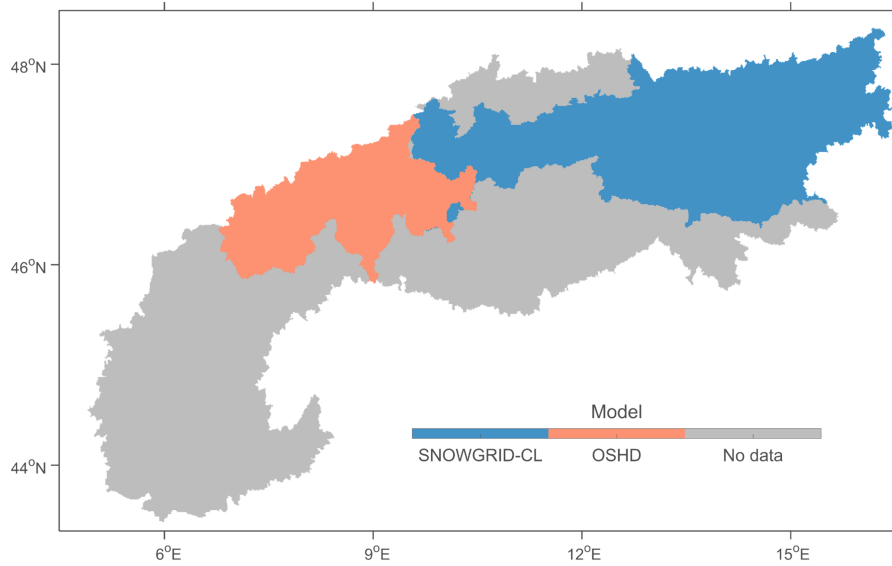 48°N
46°N
44°N
Model
SNOWGRID-CL OSHD No data
6°E 9°E 12°E 15°E